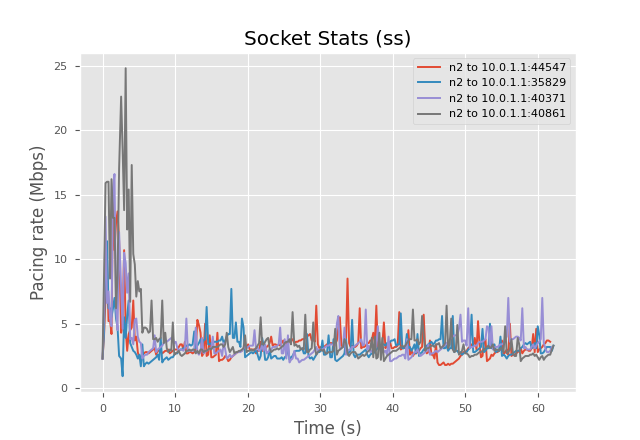 Socket Stats (ss)
n2 to 10.0.1.1:44547
n2 to 10.0.1.1:35829
n2 to 10.0.1.1:40371
n2 to 10.0.1.1:40861
Pacing rate (Mbps)
25
20
15
10
5
0
0 10 20 30 40 50 60
Time (s)